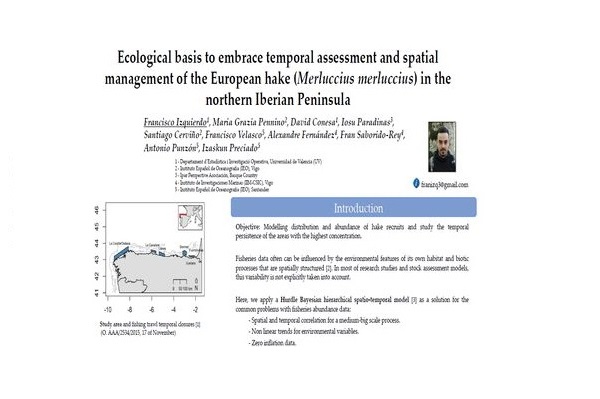 Ecological basis to embrace temporal assessment and spatial
management of the European hake (Merluccius merluccius) in the
northern Iberian Peninsula
Francisco Izquierdo¹, Maria Grazia Pennino², David Conesa¹, Iosu Paradinas³,
Santiago Cerviño², Francisco Velasco⁵, Alexandre Fernández⁴, Fran Saborido-Rey⁴,
Antonio Punzón⁵, Izaskun Preciado⁵
1 - Departament d'Estadística i Investigació Operativa, Universidad de Valencia (UV)
2 - Instituto Español de Oceanografía (IEO), Vigo
3 - Ipar Perspective Asociación, Basque Country
4 - Instituto de Investigaciones Marinas (IIM-CSIC), Vigo
5 - Instituto Español de Oceanografía (IEO), Santander
franizq3@gmail.com
46
45
44
43
42
41
-10 -8 -6 -4 -2
Study area and fishing trawl temporal closures [1]
(O. AAA/2534/2015, 17 of November)
Introduction
Objective: Modelling distribution and abundance of hake recruits and study the temporal
persistence of the areas with the highest concentration.
Fisheries data often can be influenced by the environmental features of its own habitat and biotic
processes that are spatially structured [2]. In most of research studies and stock assessment models,
this variability is not explicitly taken into account.
Here, we apply a Hurdle Bayesian hierarchical spatio-temporal model [3] as a solution for the
common problems with fisheries abundance data:
- Spatial and temporal correlation for a medium-big scale process.
- Non linear trends for environmental variables.
- Zero inflation data.